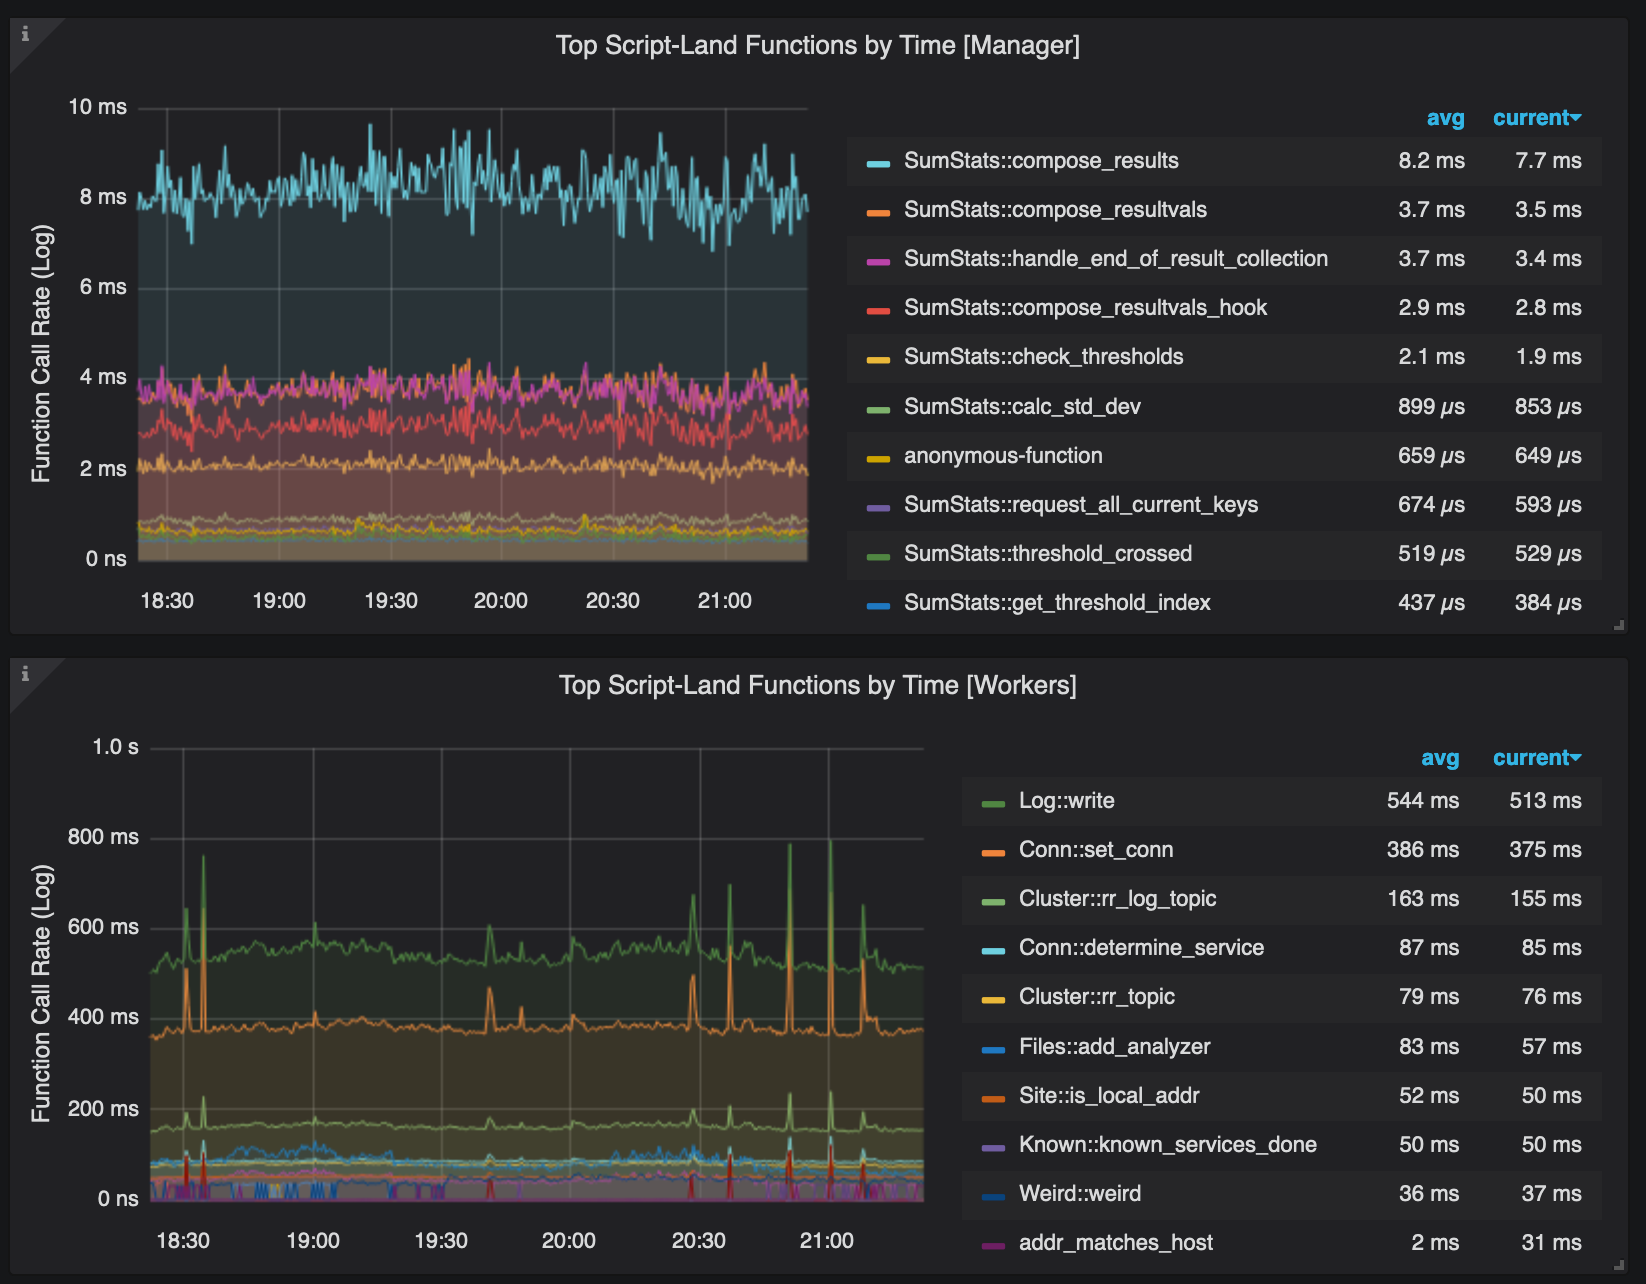 i
Top Script-Land Functions by Time [Manager]
Function Call Rate (Log)
10 ms
8 ms
6 ms
4 ms
2 ms
0 ns
18:30 19:00 19:30 20:00 20:30 21:00
avg current
SumStats::compose_results 8.2 ms 7.7 ms
SumStats::compose_resultvals 3.7 ms 3.5 ms
SumStats::handle_end_of_result_collection 3.7 ms 3.4 ms
SumStats::compose_resultvals_hook 2.9 ms 2.8 ms
SumStats::check_thresholds 2.1 ms 1.9 ms
SumStats::calc_std_dev 899 µs 853 µs
anonymous-function 659 µs 649 µs
SumStats::request_all_current_keys 674 µs 593 µs
SumStats::threshold_crossed 519 µs 529 µs
SumStats::get_threshold_index 437 µs 384 µs
i
Top Script-Land Functions by Time [Workers]
Function Call Rate (Log)
1.0 s
800 ms
600 ms
400 ms
200 ms
0 ns
18:30 19:00 19:30 20:00 20:30 21:00
avg current
Log::write 544 ms 513 ms
Conn::set_conn 386 ms 375 ms
Cluster::rr_log_topic 163 ms 155 ms
Conn::determine_service 87 ms 85 ms
Cluster::rr_topic 79 ms 76 ms
Files::add_analyzer 83 ms 57 ms
Site::is_local_addr 52 ms 50 ms
Known::known_services_done 50 ms 50 ms
Weird::weird 36 ms 37 ms
addr_matches_host 2 ms 31 ms